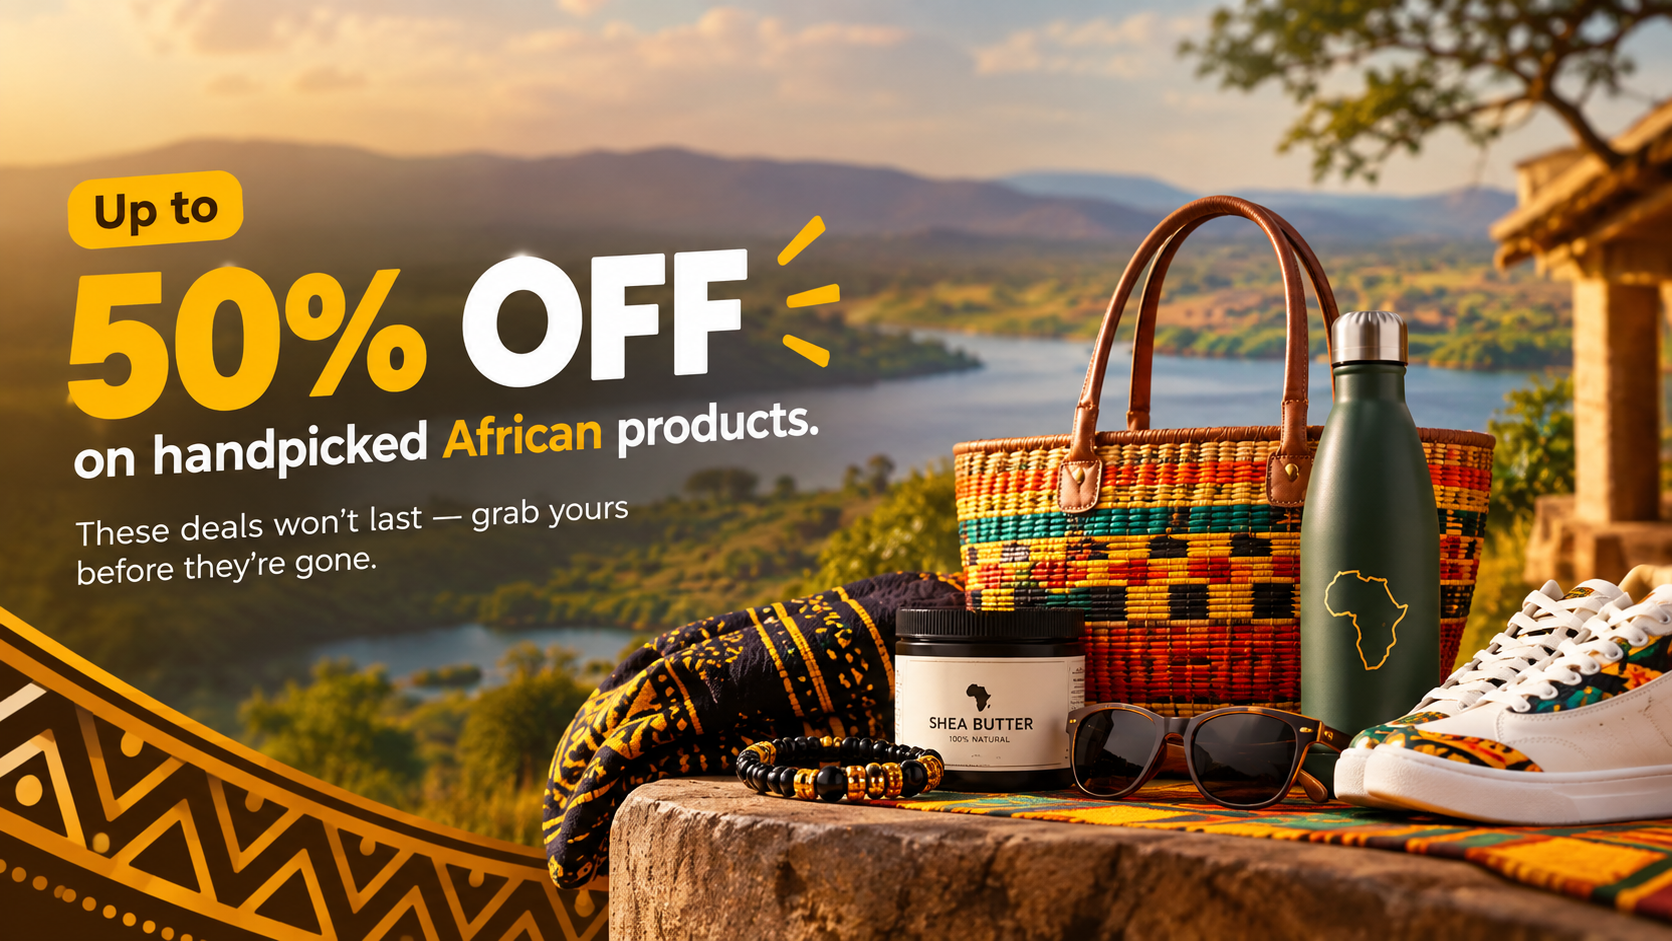 Up to
50% OFF
on handpicked African products.
These deals won't last — grab yours
before they're gone.
SHEA BUTTER
100% NATURAL